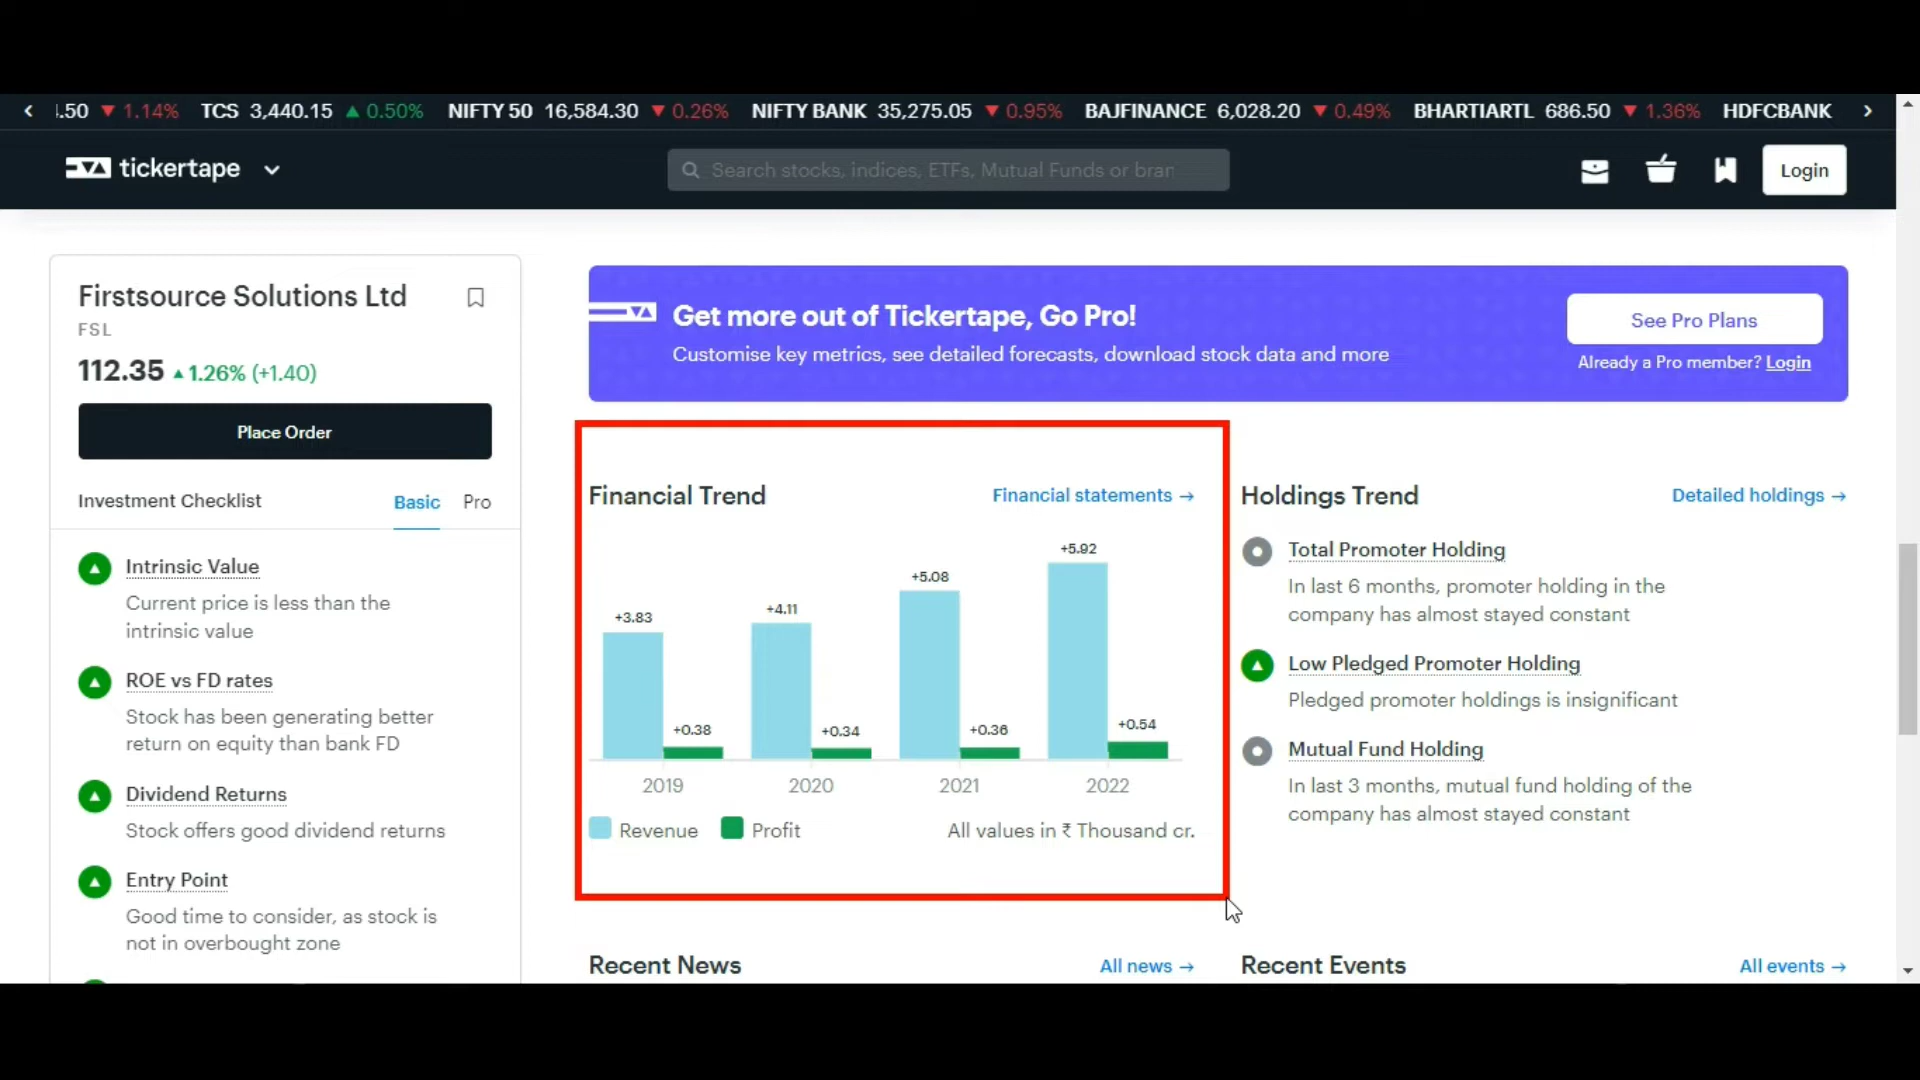 .50 ▼ 1.14% TCS 3,440.15 ▲ 0.50% NIFTY 50 16,584.30 ▼ 0.26% NIFTY BANK 35,275.05 ▼ 0.95% BAJFINANCE 6,028.20 ▼ 0.49% BHARTIARTL 686.50 ▼ 1.36% HDFCBANK
tickertape
Search stocks, indices, ETFs, Mutual Funds or bran
Login
Firstsource Solutions Ltd
FSL
112.35 ▲ 1.26% (+1.40)
Place Order
Investment Checklist Basic Pro
Intrinsic Value
Current price is less than the
intrinsic value
ROE vs FD rates
Stock has been generating better
return on equity than bank FD
Dividend Returns
Stock offers good dividend returns
Entry Point
Good time to consider, as stock is
not in overbought zone
Get more out of Tickertape, Go Pro!
Customise key metrics, see detailed forecasts, download stock data and more
See Pro Plans
Already a Pro member? Login
Financial Trend Financial statements →
+5.92
+5.08
+4.11
+3.83
+0.38 +0.34 +0.36 +0.54
2019 2020 2021 2022
Revenue Profit All values in ₹ Thousand cr.
Holdings Trend Detailed holdings →
Total Promoter Holding
In last 6 months, promoter holding in the
company has almost stayed constant
Low Pledged Promoter Holding
Pledged promoter holdings is insignificant
Mutual Fund Holding
In last 3 months, mutual fund holding of the
company has almost stayed constant
Recent News All news →
Recent Events All events →